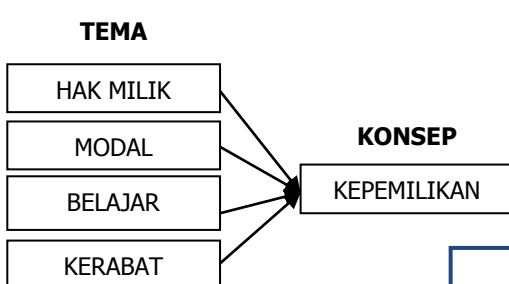 TEMA
HAK MILIK
MODAL
BELAJAR
KERABAT
KONSEP
KEPEMILIKAN